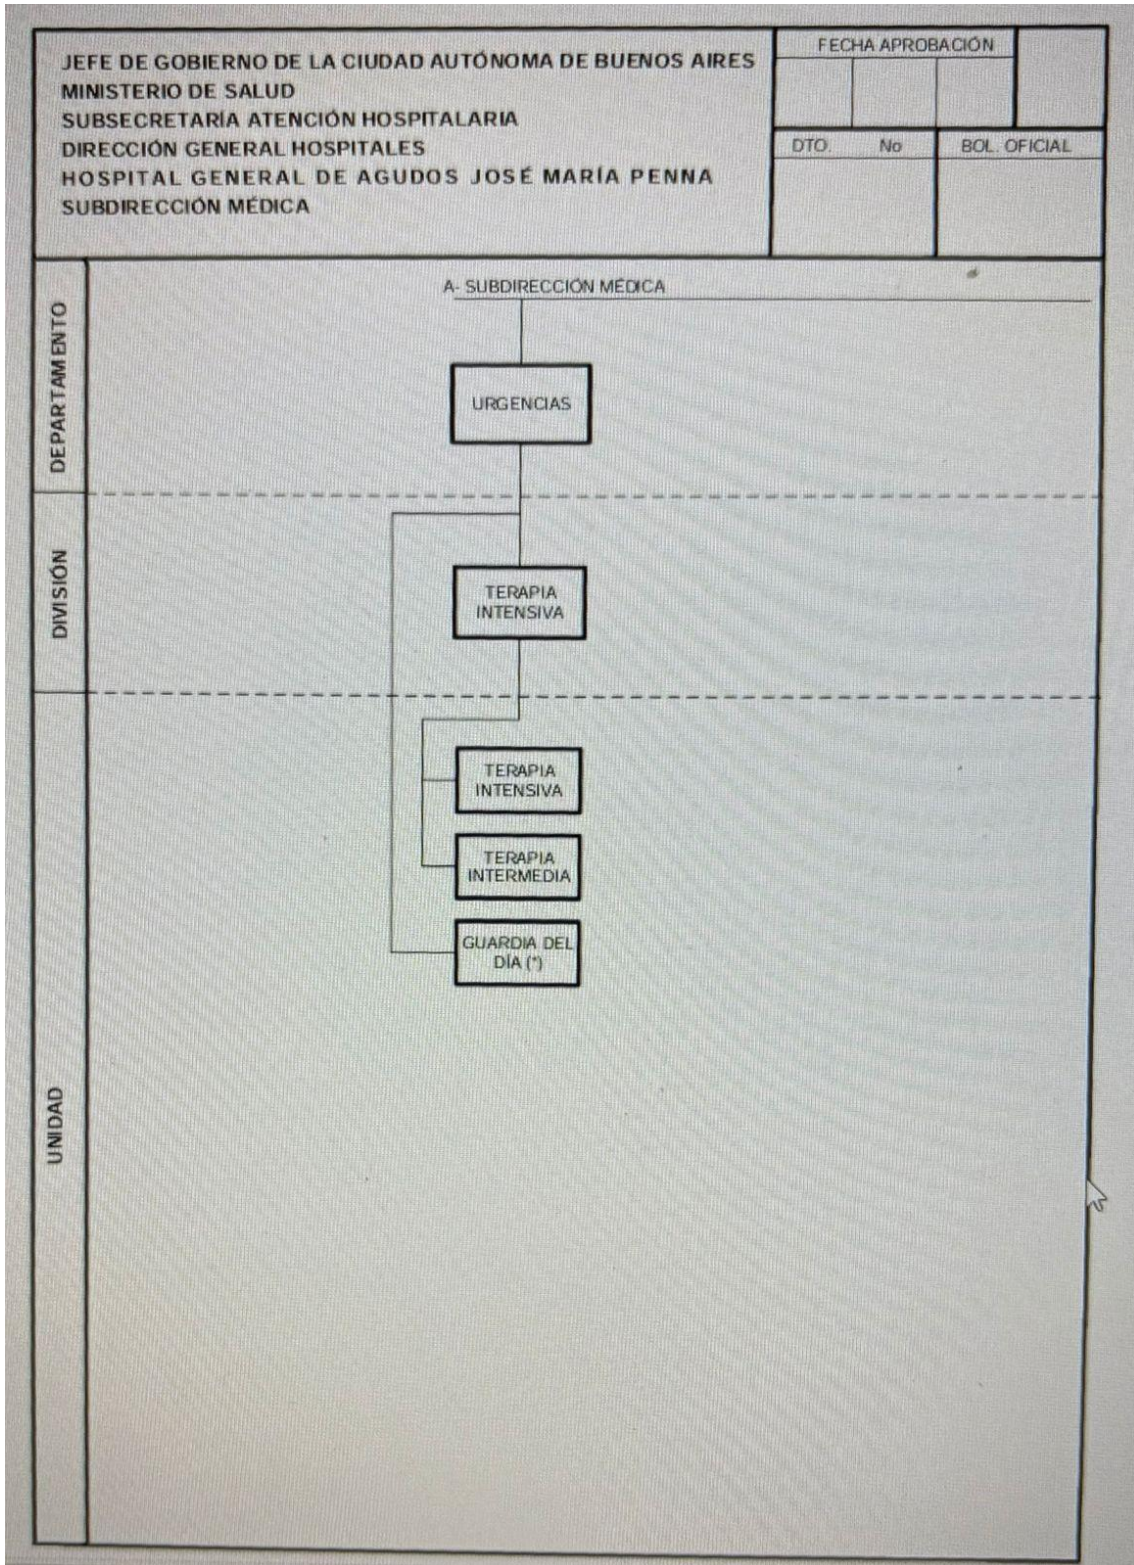 JEFE DE GOBIERNO DE LA CIUDAD AUTÓNOMA DE BUENOS AIRES
MINISTERIO DE SALUD
SUBSECRETARÍA ATENCIÓN HOSPITALARIA
DIRECCIÓN GENERAL HOSPITALES
HOSPITAL GENERAL DE AGUDOS JOSÉ MARÍA PENNA
SUBDIRECCIÓN MÉDICA
FECHA APROBACIÓN
DTO. No
BOL. OFICIAL
A- SUBDIRECCIÓN MÉDICA
DEPARTAMENTO
URGENCIAS
DIVISIÓN
TERAPIA
INTENSIVA
UNIDAD
TERAPIA
INTENSIVA
TERAPIA
INTERMEDIA
GUARDIA DEL
DÍA (*)